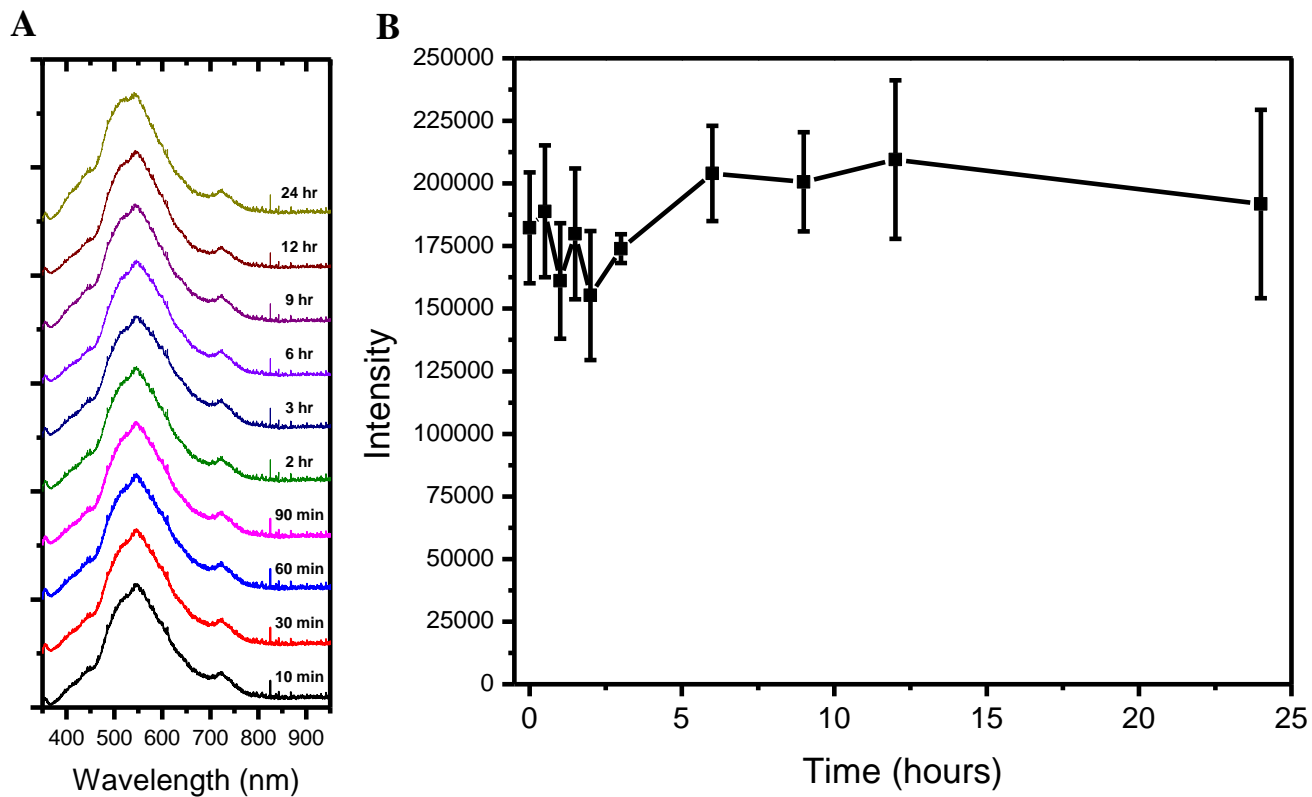 A
24 hr
12 hr
9 hr
6 hr
3 hr
2 hr
90 min
60 min
30 min
10 min
400 500 600 700 800 900
Wavelength (nm)
B
250000
225000
200000
175000
150000
125000
100000
75000
50000
25000
0
Intensity
0 5 10 15 20 25
Time (hours)